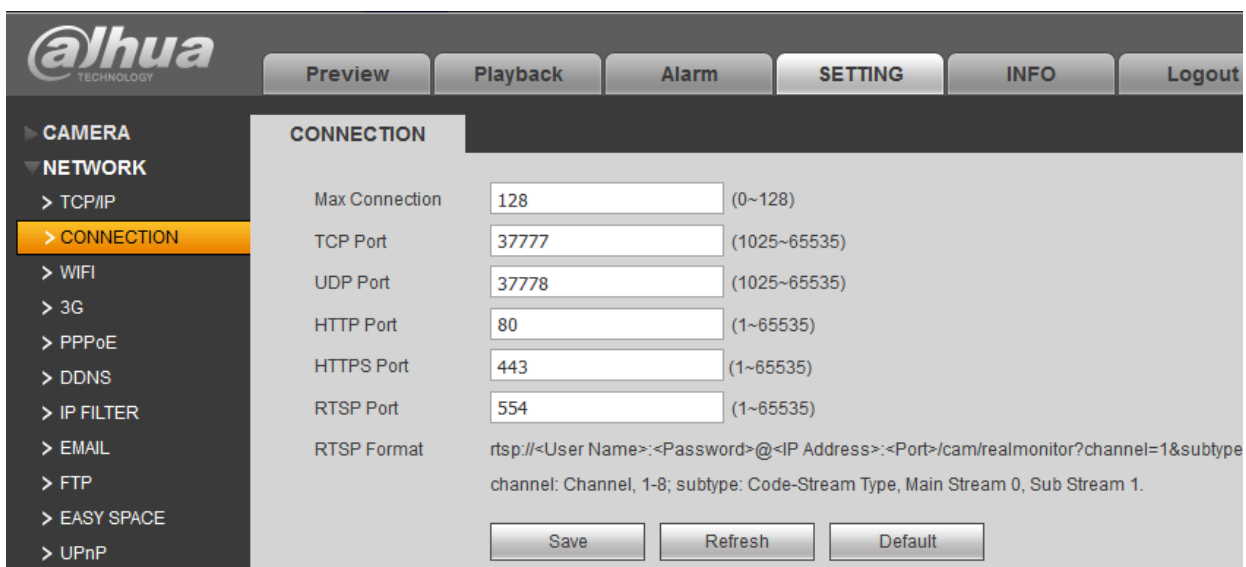 alhua
TECHNOLOGY
Preview Playback Alarm SETTING INFO Logout
CAMERA
NETWORK
> TCP/IP
> CONNECTION
> WIFI
> 3G
> PPPoE
> DDNS
> IP FILTER
> EMAIL
> FTP
> EASY SPACE
> UPnP
CONNECTION
Max Connection 128 (0~128)
TCP Port 37777 (1025~65535)
UDP Port 37778 (1025~65535)
HTTP Port 80 (1~65535)
HTTPS Port 443 (1~65535)
RTSP Port 554 (1~65535)
RTSP Format rtsp://<User Name>:<Password>@<IP Address>:<Port>/cam/realmonitor?channel=1&subtype
channel: Channel, 1-8; subtype: Code-Stream Type, Main Stream 0, Sub Stream 1.
Save Refresh Default